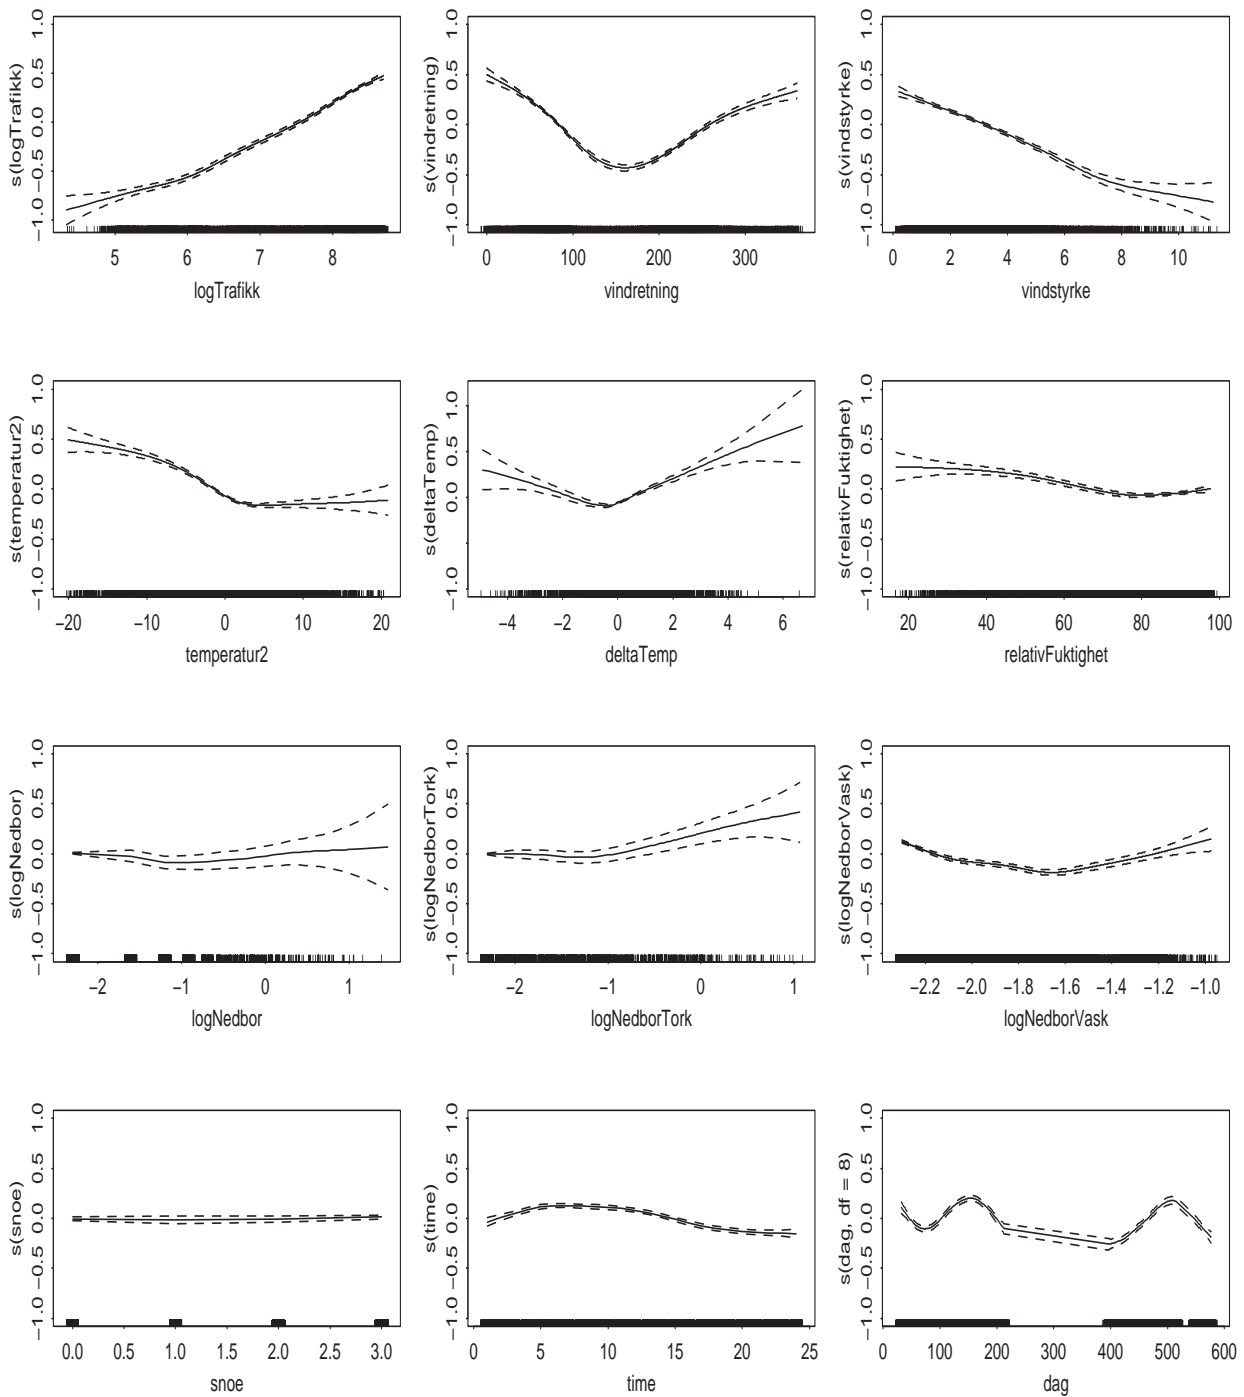 s(logTrafikk)
−1.0 −0.5 0.0 0.5 1.0
5 6 7 8
logTrafikk
s(vindretning)
−1.0 −0.5 0.0 0.5 1.0
0 100 200 300
vindretning
s(vindstyrke)
−1.0 −0.5 0.0 0.5 1.0
0 2 4 6 8 10
vindstyrke
s(temperatur2)
−1.0 −0.5 0.0 0.5 1.0
−20 −10 0 10 20
temperatur2
s(deltaTemp)
−1.0 0.0 0.5 1.0
−4 −2 0 2 4 6
deltaTemp
s(relativFuktighet)
−1.0 −0.5 0.0 0.5 1.0
20 40 60 80 100
relativFuktighet
s(logNedbor)
−1.0 −0.5 0.0 0.5 1.0
−2 −1 0 1
logNedbor
s(logNedborTork)
−1.0 −0.5 0.0 0.5 1.0
−2 −1 0 1
logNedborTork
s(logNedborVask)
−1.0 −0.5 0.0 0.5 1.0
−2.2 −2.0 −1.8 −1.6 −1.4 −1.2 −1.0
logNedborVask
s(snoe)
−1.0 −0.5 0.0 0.5 1.0
0.0 0.5 1.0 1.5 2.0 2.5 3.0
snoe
s(time)
−1.0 −0.5 0.0 0.5 1.0
0 5 10 15 20 25
time
s(dag, df = 8)
−1.0 −0.5 0.0 0.5 1.0
0 100 200 300 400 500 600
dag